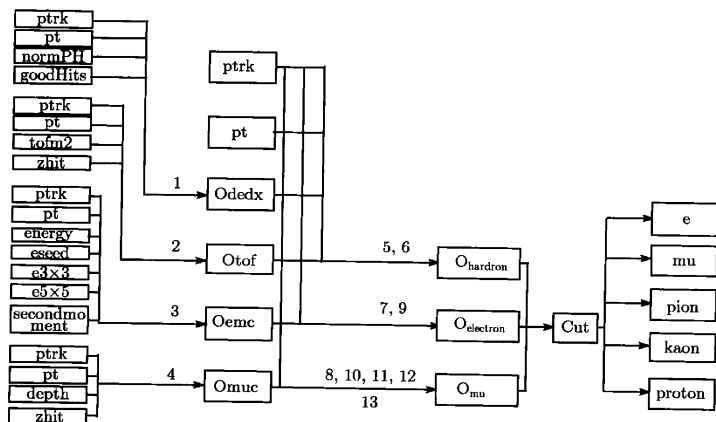 ptrk
pt
normPH
goodHits
ptrk
pt
tofm2
zhit
ptrk
pt
energy
eseed
e3×3
e5×5
secondmo
ment
ptrk
pt
depth
zhit
1
2
3
4
ptrk
pt
Odedx
Otof
Oemc
Omuc
5, 6
7, 9
8, 10, 11, 12
13
Ohardron
Oelectron
Omu
Cut
e
mu
pion
kaon
proton